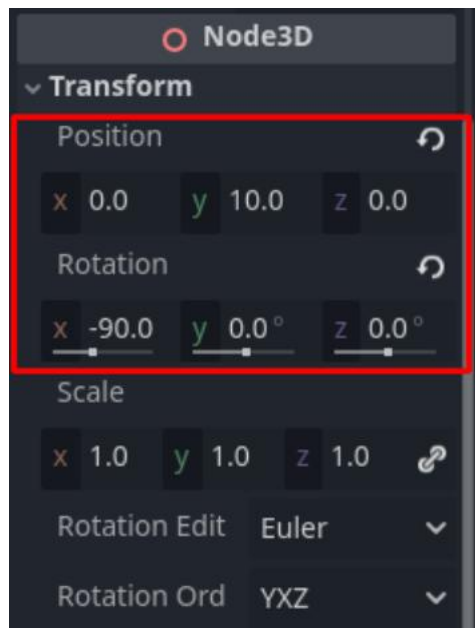 Node3D
Transform
Position
x 0.0 y 10.0 z 0.0
Rotation
x -90.0 y 0.0° z 0.0°
Scale
x 1.0 y 1.0 z 1.0
Rotation Edit Euler
Rotation Ord YXZ